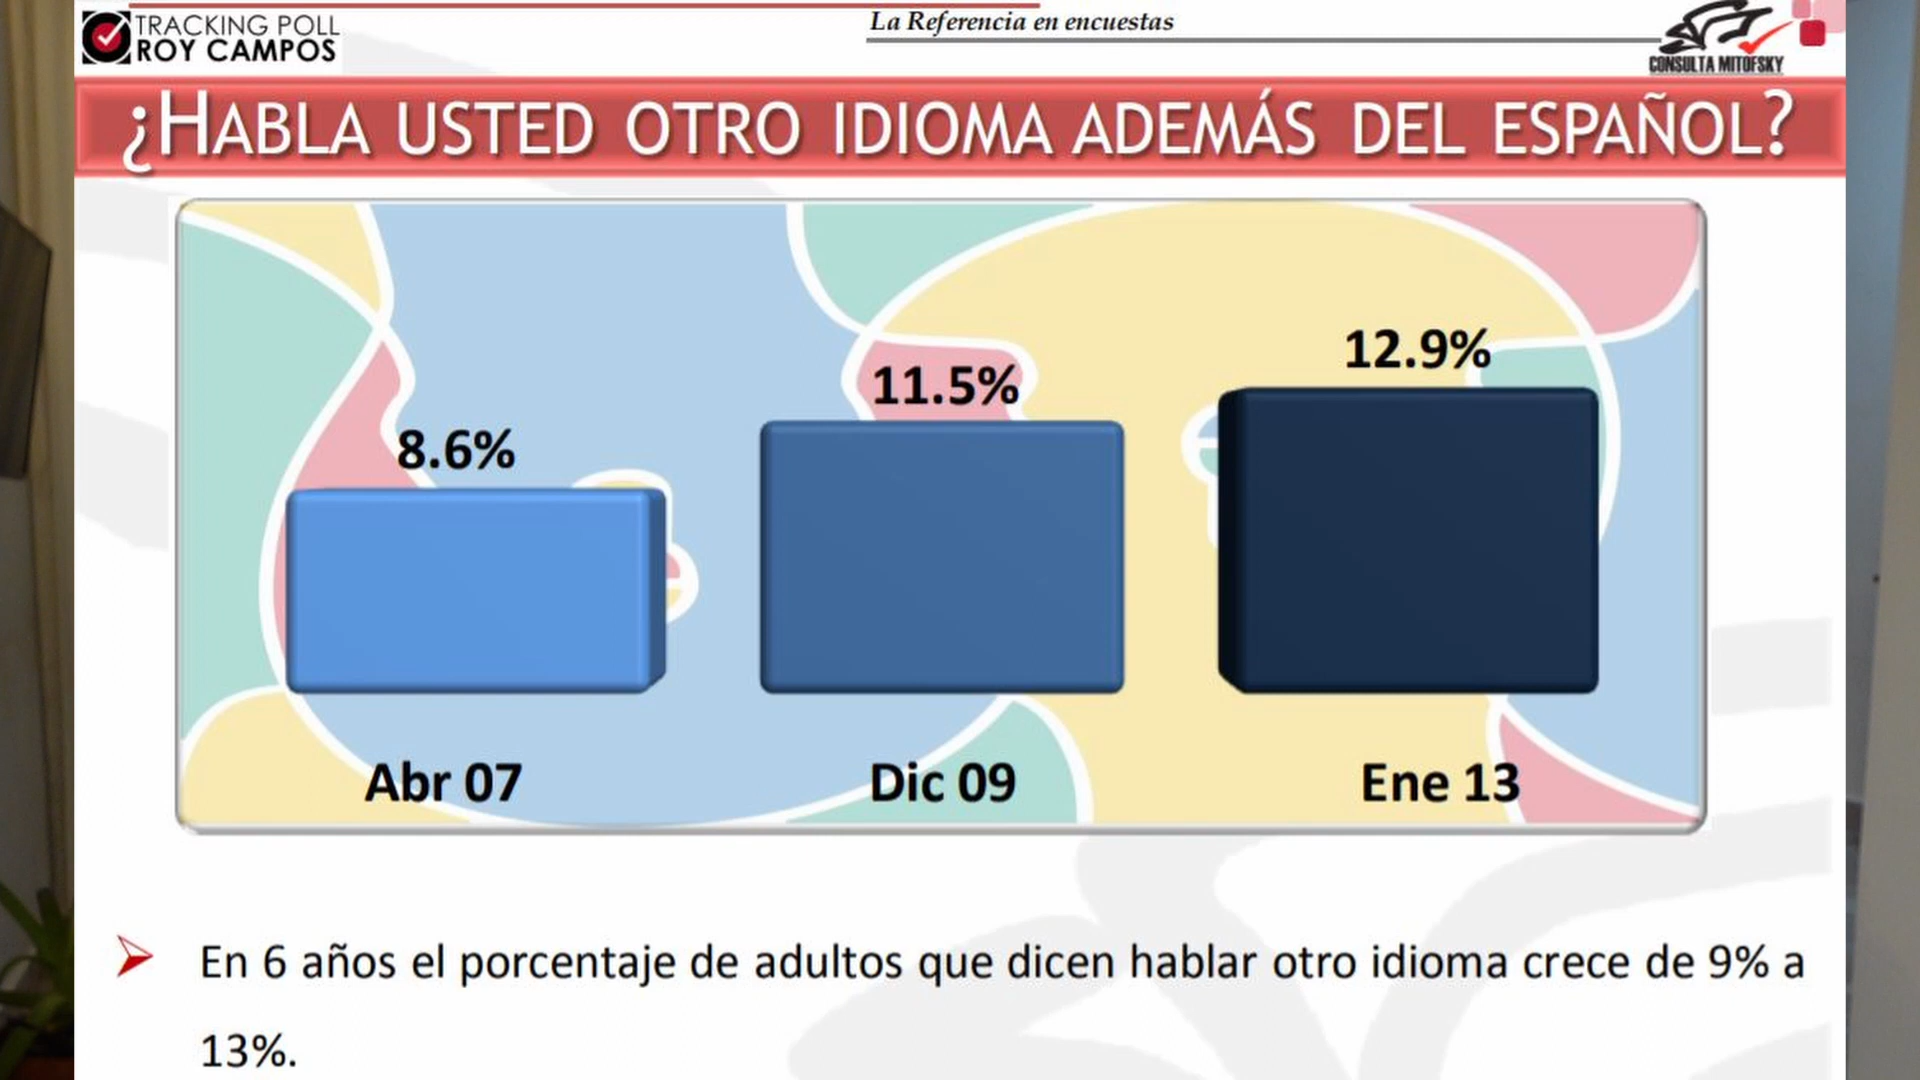 TRACKING POLL
ROY CAMPOS
La Referencia en encuestas
CONSULTA MITOFSKY
¿HABLA USTED OTRO IDIOMA ADEMÁS DEL ESPAÑOL?
8.6%
11.5%
12.9%
Abr 07
Dic 09
Ene 13
En 6 años el porcentaje de adultos que dicen hablar otro idioma crece de 9% a
13%.